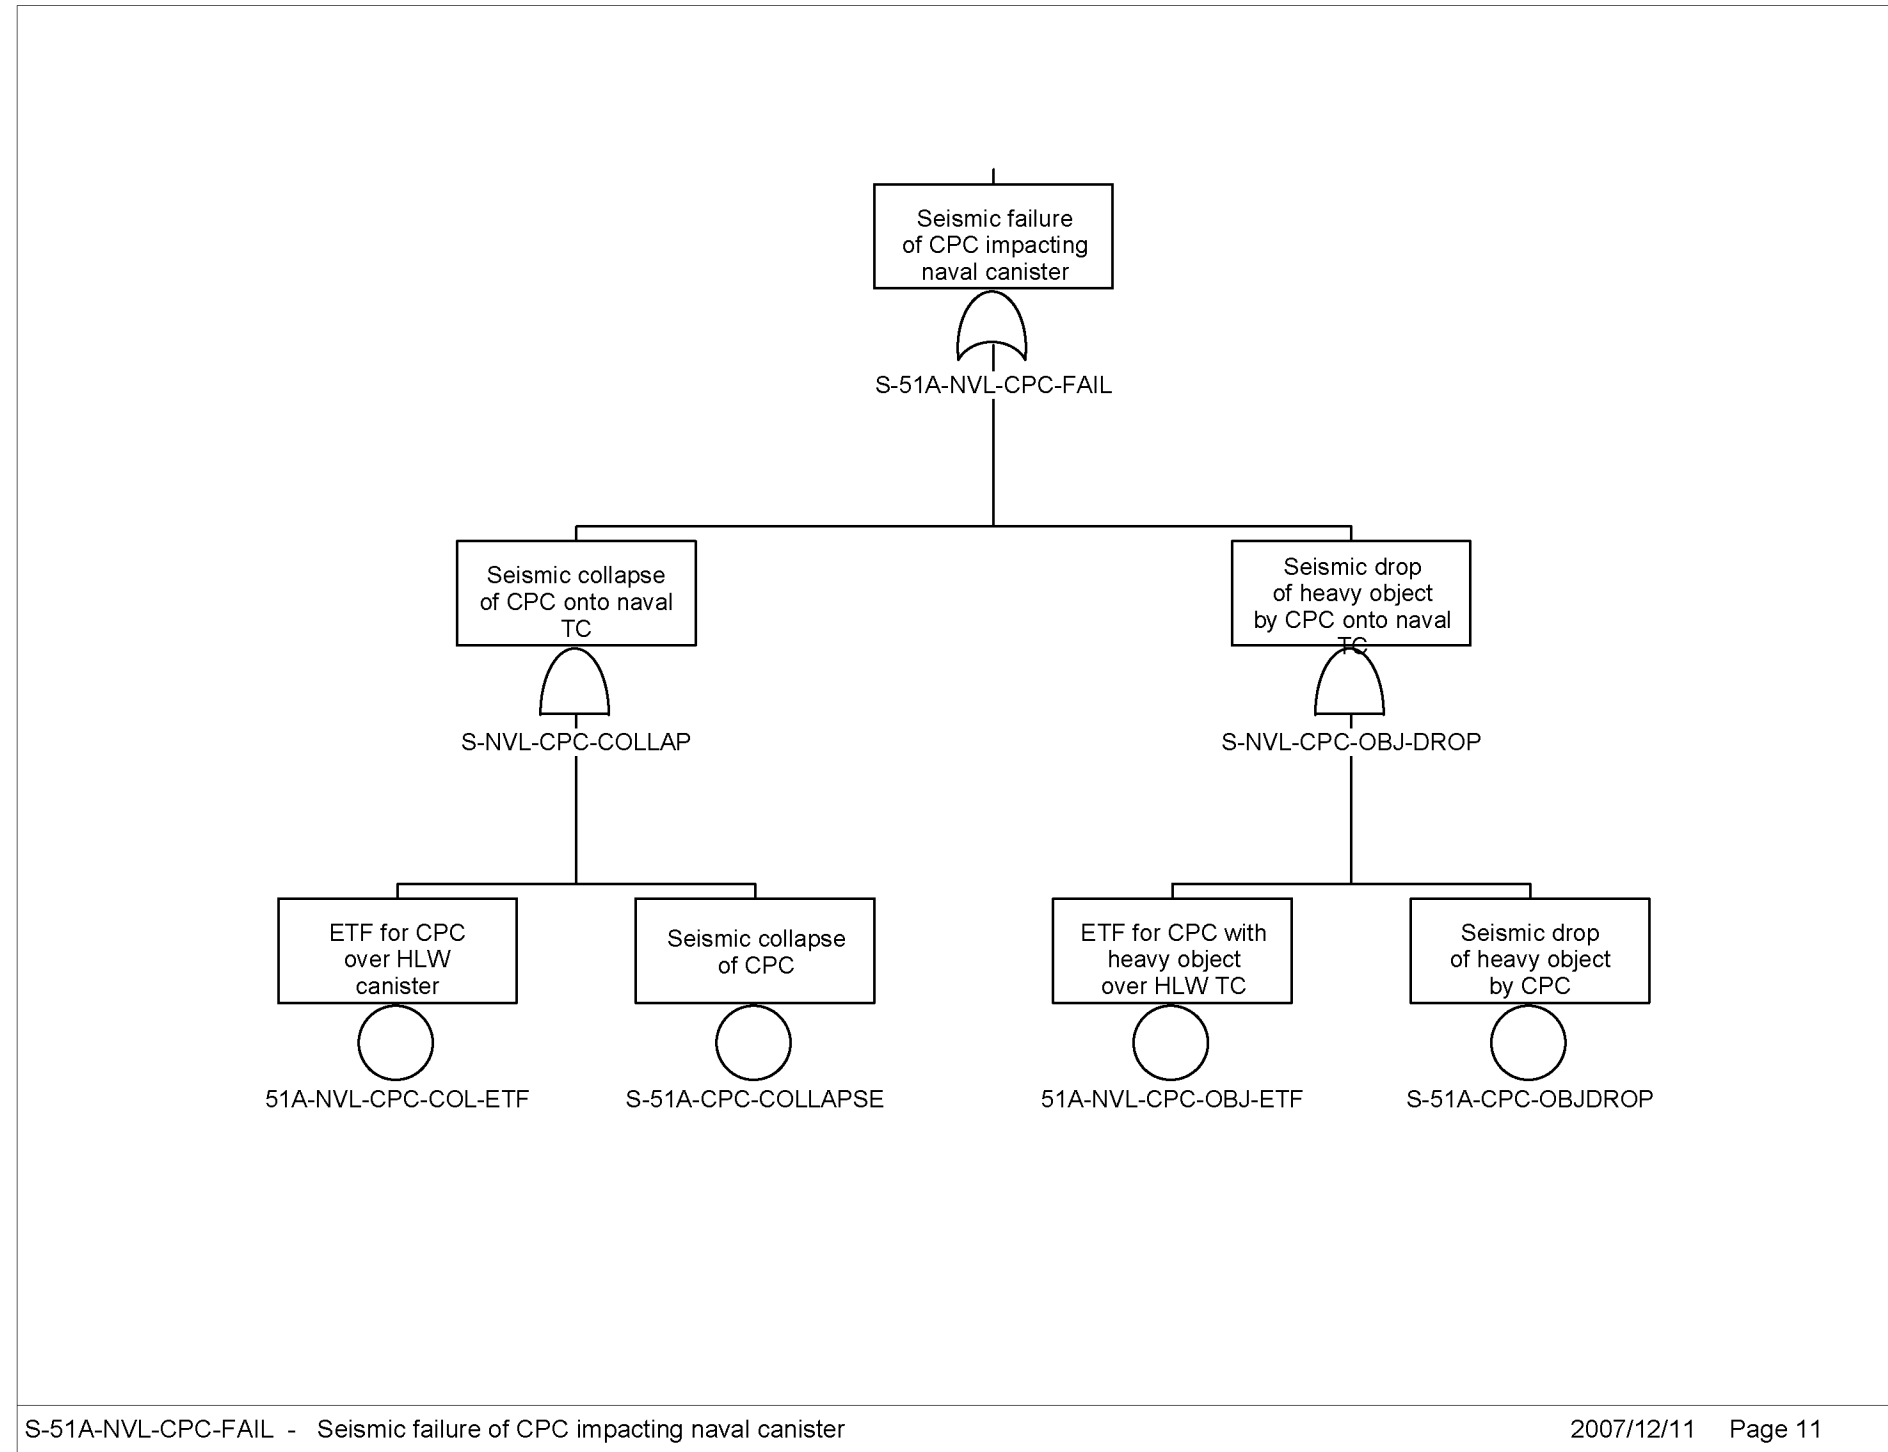 Seismic failure
of CPC impacting
naval canister
S-51A-NVL-CPC-FAIL
Seismic collapse
of CPC onto naval
TC
S-NVL-CPC-COLLAP
Seismic drop
of heavy object
by CPC onto naval
TC
S-NVL-CPC-OBJ-DROP
ETF for CPC
over HLW
canister
51A-NVL-CPC-COL-ETF
Seismic collapse
of CPC
S-51A-CPC-COLLAPSE
ETF for CPC with
heavy object
over HLW TC
51A-NVL-CPC-OBJ-ETF
Seismic drop
of heavy object
by CPC
S-51A-CPC-OBJDROP
S-51A-NVL-CPC-FAIL - Seismic failure of CPC impacting naval canister
2007/12/11 Page 11